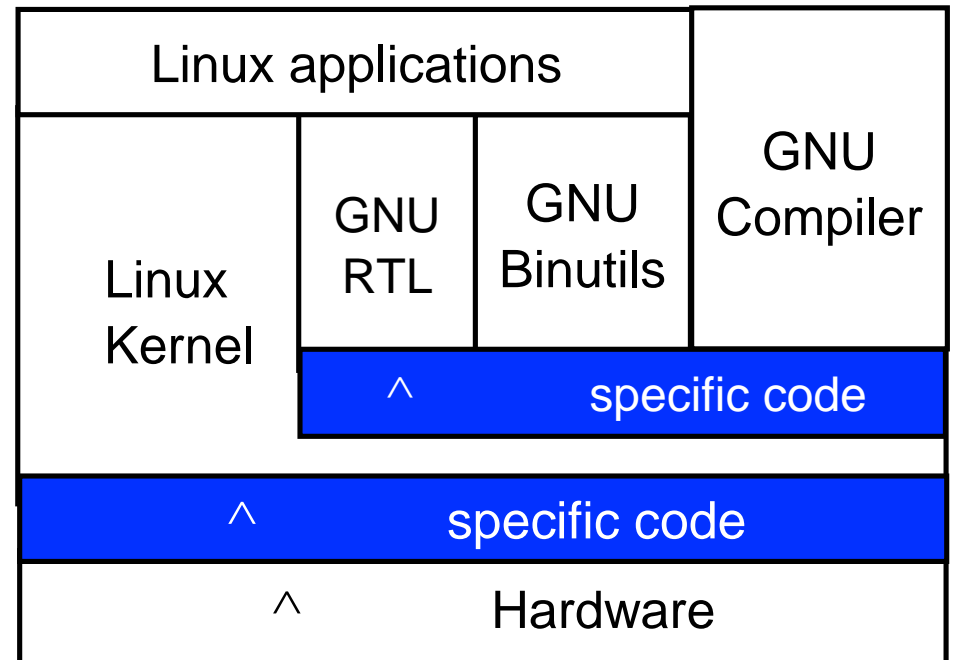 Linux applications
GNU
Compiler
GNU
RTL
GNU
Binutils
Linux
Kernel
^ specific code
^ specific code
^ Hardware